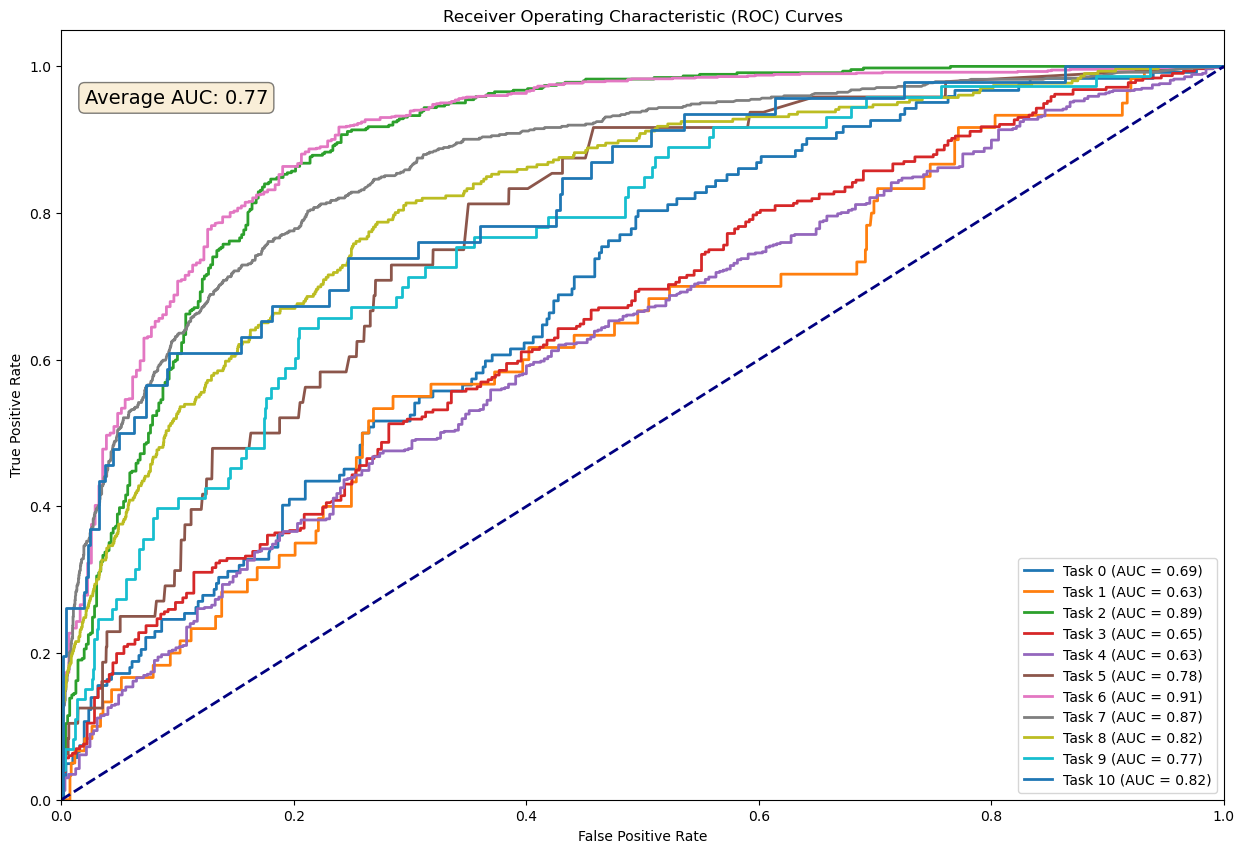 Receiver Operating Characteristic (ROC) Curves
Average AUC: 0.77
True Positive Rate
1.0
0.8
0.6
0.4
0.2
0.0
0.0 0.2 0.4 0.6 0.8 1.0
False Positive Rate
Task 0 (AUC = 0.69)
Task 1 (AUC = 0.63)
Task 2 (AUC = 0.89)
Task 3 (AUC = 0.65)
Task 4 (AUC = 0.63)
Task 5 (AUC = 0.78)
Task 6 (AUC = 0.91)
Task 7 (AUC = 0.87)
Task 8 (AUC = 0.82)
Task 9 (AUC = 0.77)
Task 10 (AUC = 0.82)